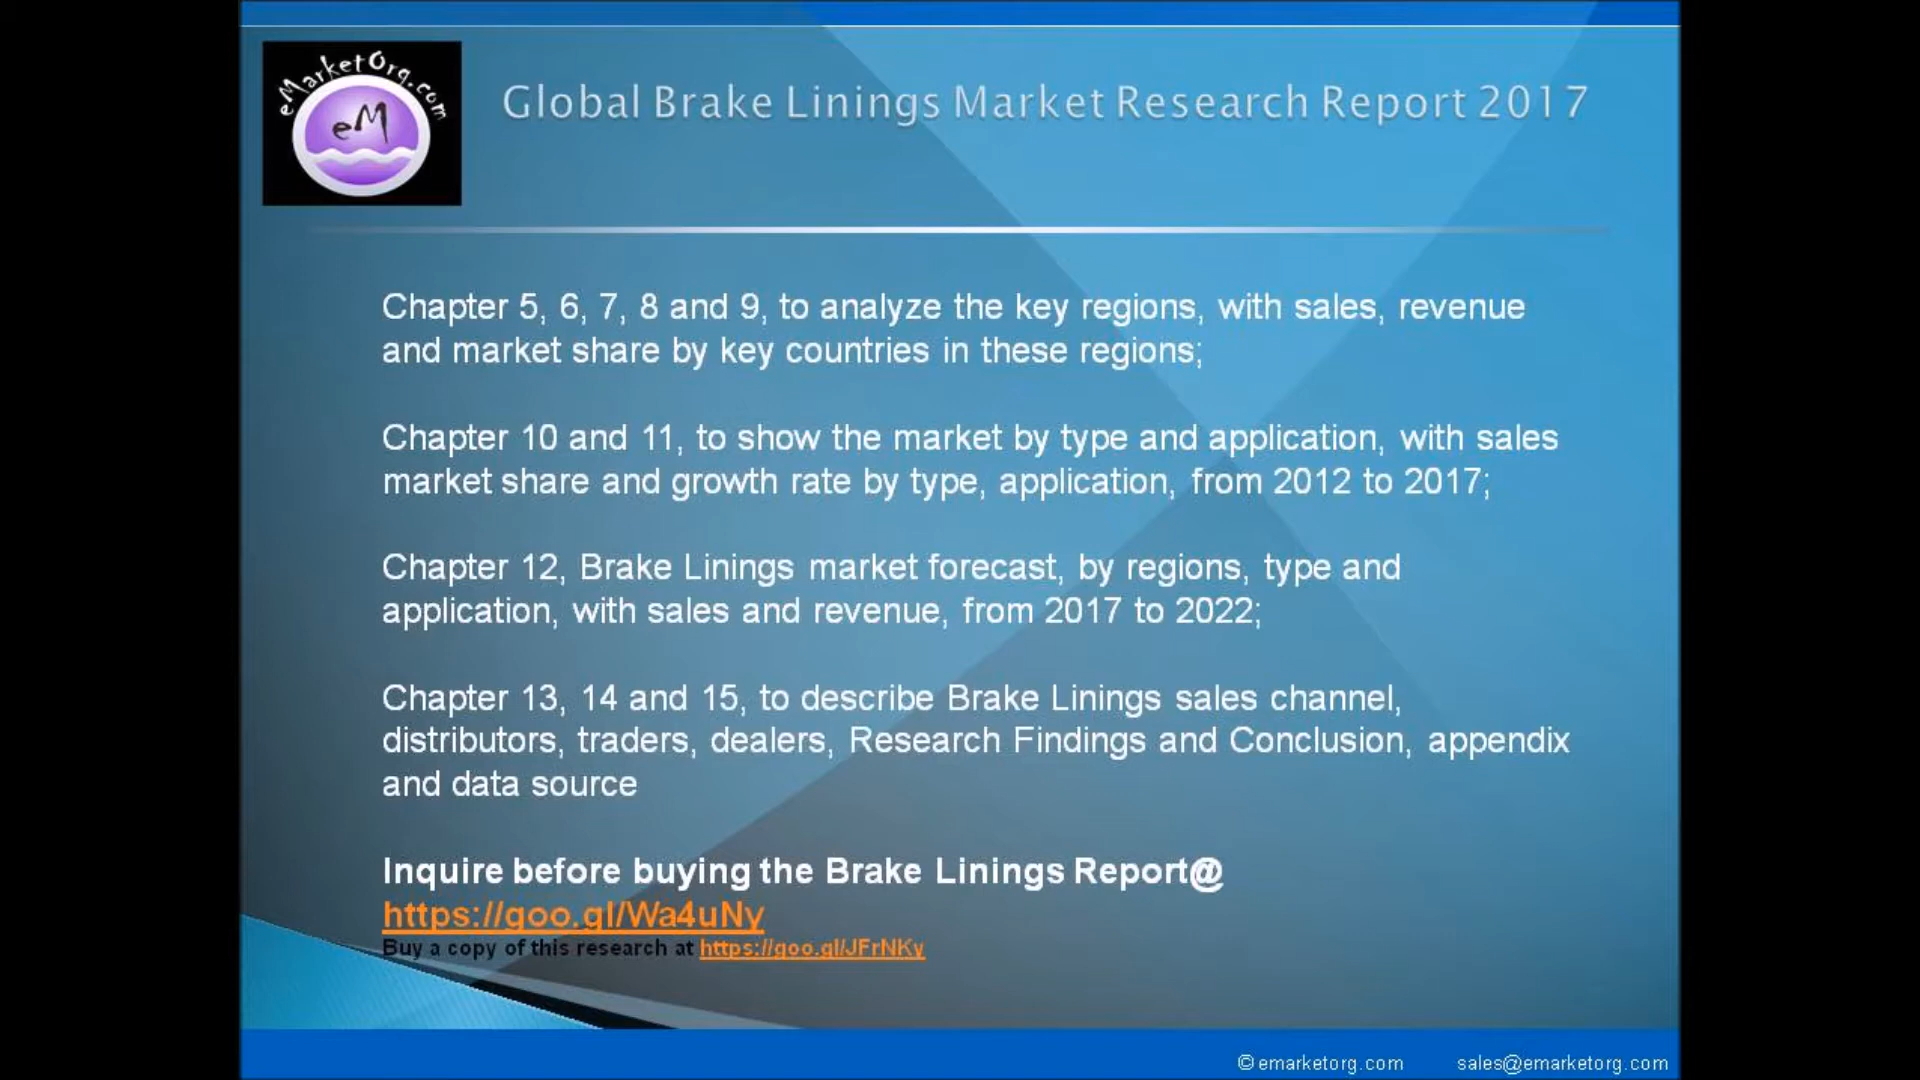 eMarketOrg.com
eM
Global Brake Linings Market Research Report 2017
Chapter 5, 6, 7, 8 and 9, to analyze the key regions, with sales, revenue
and market share by key countries in these regions;
Chapter 10 and 11, to show the market by type and application, with sales
market share and growth rate by type, application, from 2012 to 2017;
Chapter 12, Brake Linings market forecast, by regions, type and
application, with sales and revenue, from 2017 to 2022;
Chapter 13, 14 and 15, to describe Brake Linings sales channel,
distributors, traders, dealers, Research Findings and Conclusion, appendix
and data source
Inquire before buying the Brake Linings Report@
https://goo.gl/Wa4uNy
Buy a copy of this research at https://goo.gl/JFrNKy
© emarketorg.com sales@emarketorg.com